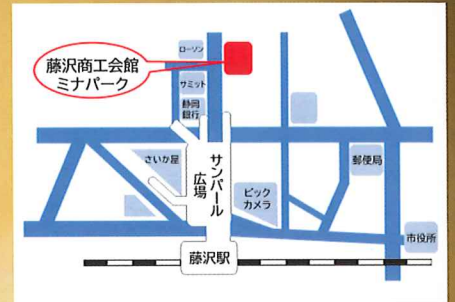 ローソン
藤沢商工会館
ミナパーク
サミット
静岡
銀行
さいか屋
サンパール
広場
郵便局
ビック
カメラ
市役所
藤沢駅